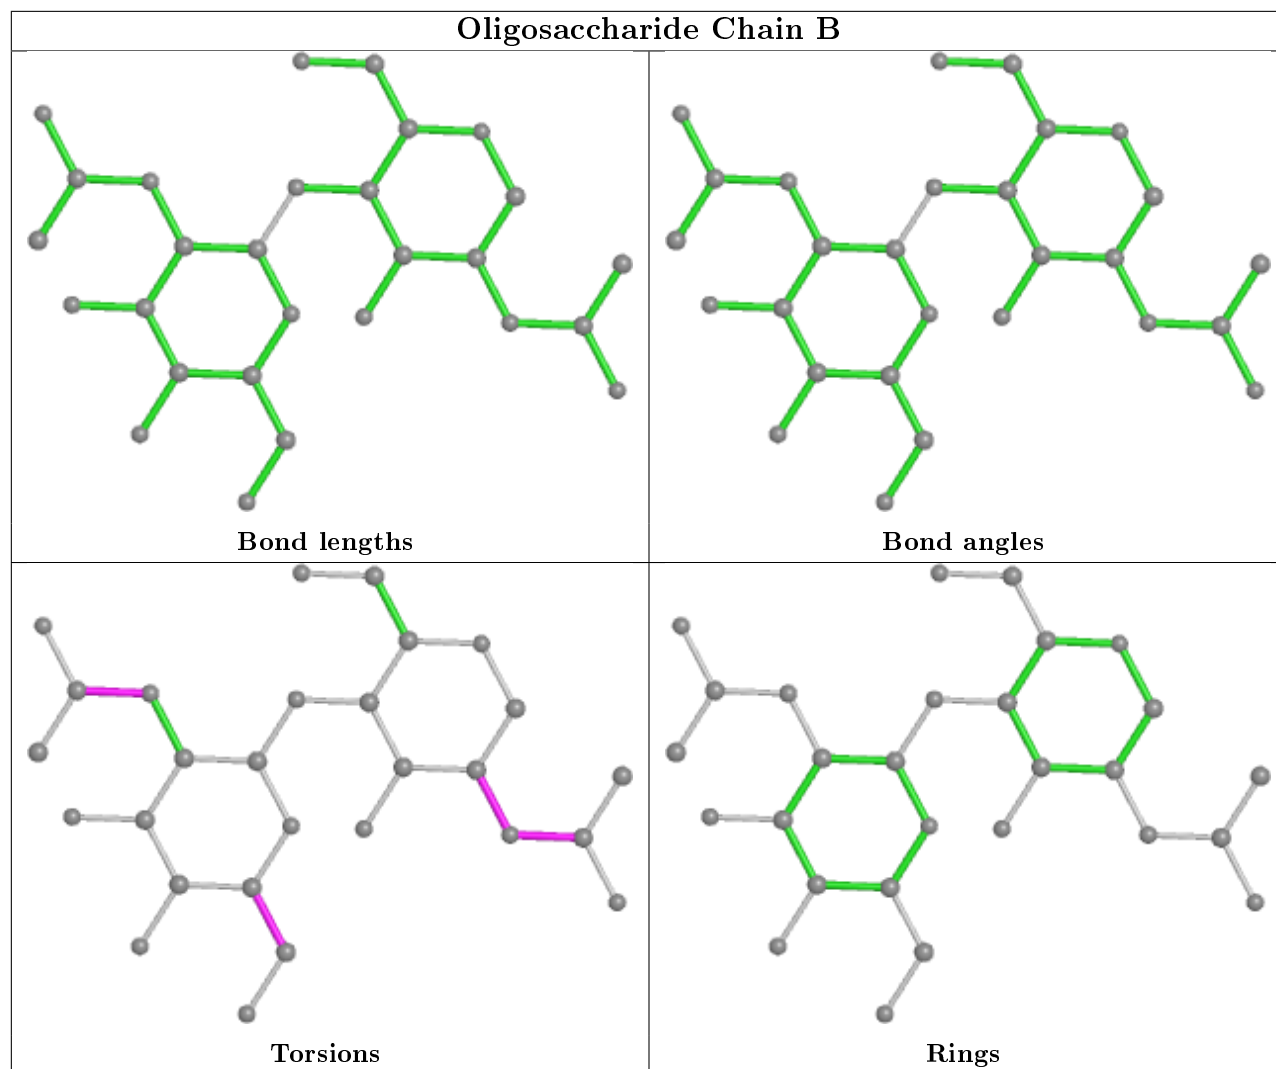 Oligosaccharide Chain B
Bond lengths
Bond angles
Torsions
Rings